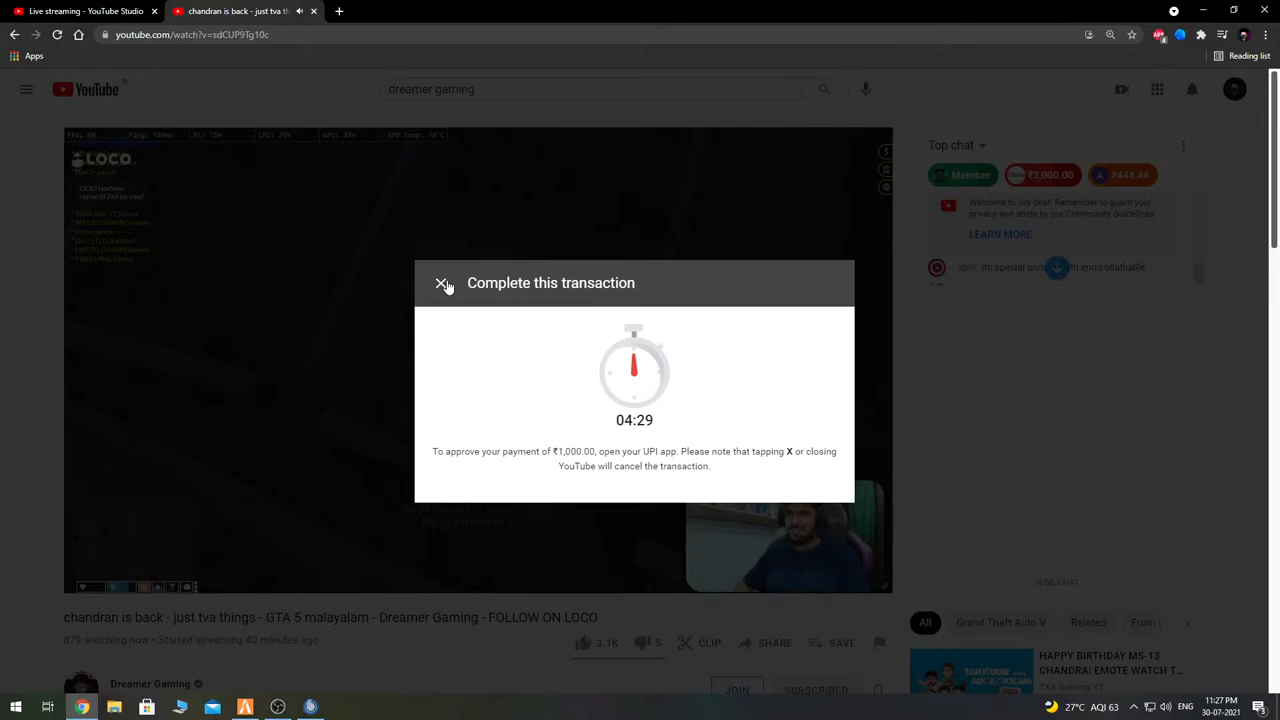 Live streaming - YouTube Studio
chandran is back - just tva th
youtube.com/watch?v=sdCUP9Tg10c
Apps
Reading list
YouTube
dreamer gaming
LOCO
Top chat
Member
₹3,000.00
₹444.44
Welcome to live chat! Remember to guard
your privacy and abide by our Community Guidelines.
LEARN MORE
Complete this transaction
04:29
To approve your payment of ₹1,000.00, open your UPI app. Please note that tapping X or closing
YouTube will cancel the transaction.
HIDE CHAT
chandran is back - just tva things - GTA 5 malayalam - Dreamer Gaming - FOLLOW ON LOCO
879 watching now • Started streaming 40 minutes ago
3.1K
5
CLIP
SHARE
SAVE
All
Grand Theft Auto V
Related
From
HAPPY BIRTHDAY MS-13
CHANDRA! EMOTE WATCH T...
TXA Gaming YT.
Dreamer Gaming
JOIN
SUBSCRIBED
27°C AQI 63
11:27 PM
30-07-2021